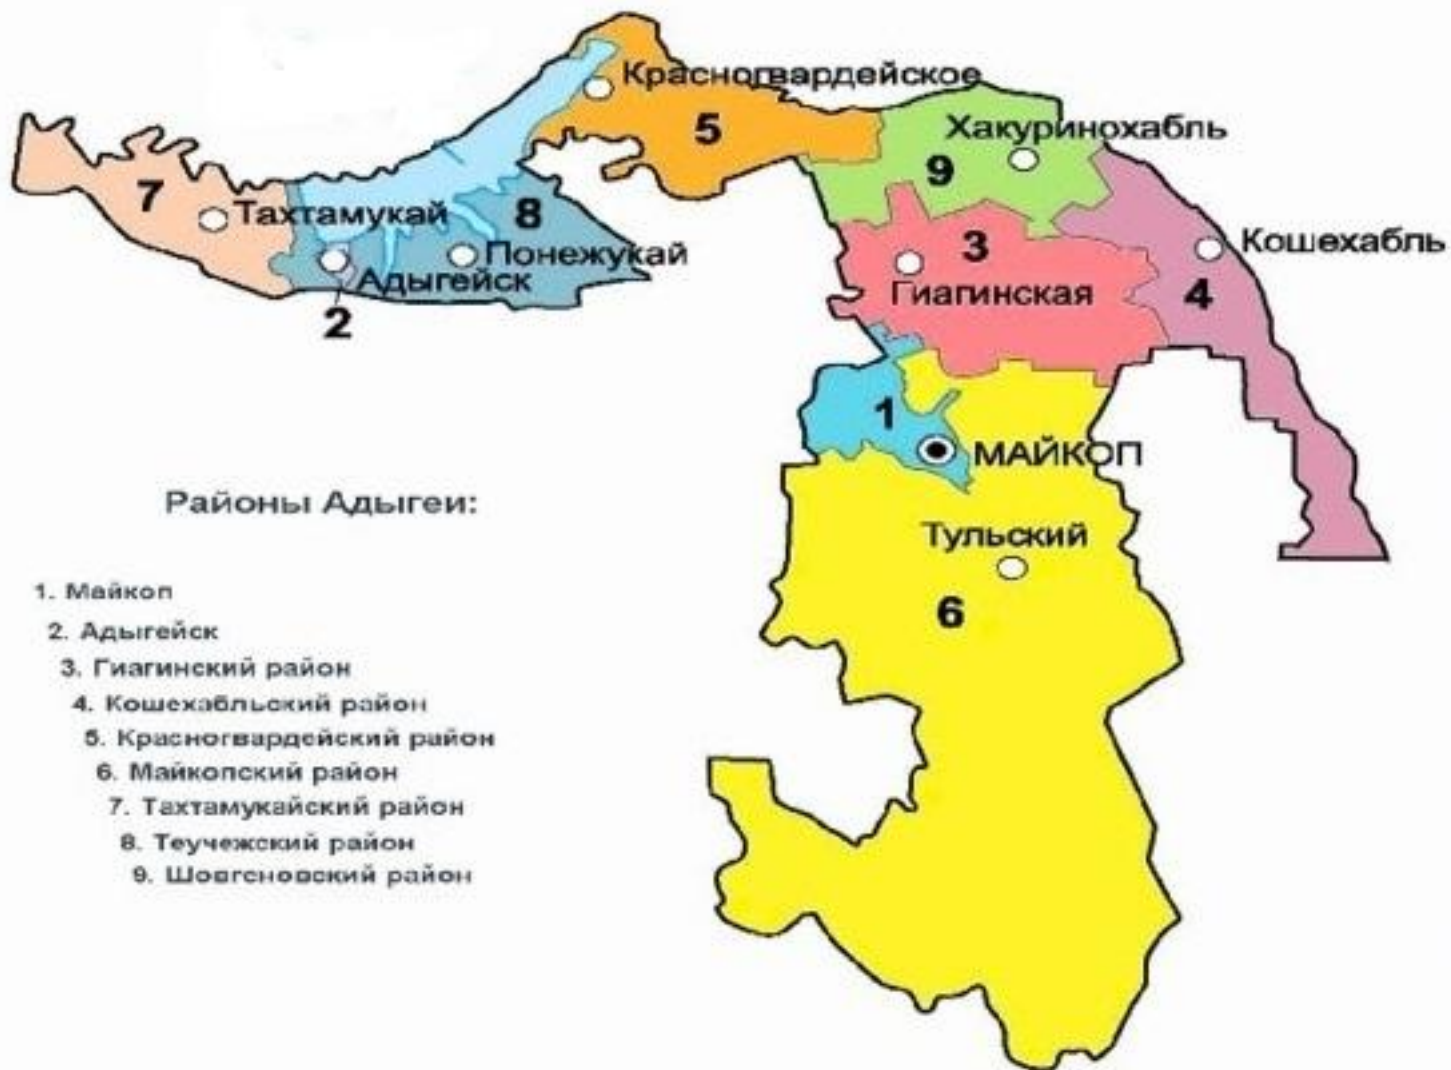 Красногвардейское
5
Хакуринохабль
9
7
Тахтамукай
8
3
Кошехабль
Понежукай
Адыгейск
Гиагинская
4
2
1
МАЙКОП
Районы Адыгеи:
Тульский
6
1. Майкоп
2. Адыгейск
3. Гиагинский район
4. Кошехабльский район
5. Красногвардейский район
6. Майкопский район
7. Тахтамукайский район
8. Теучежский район
9. Шовгеновский район